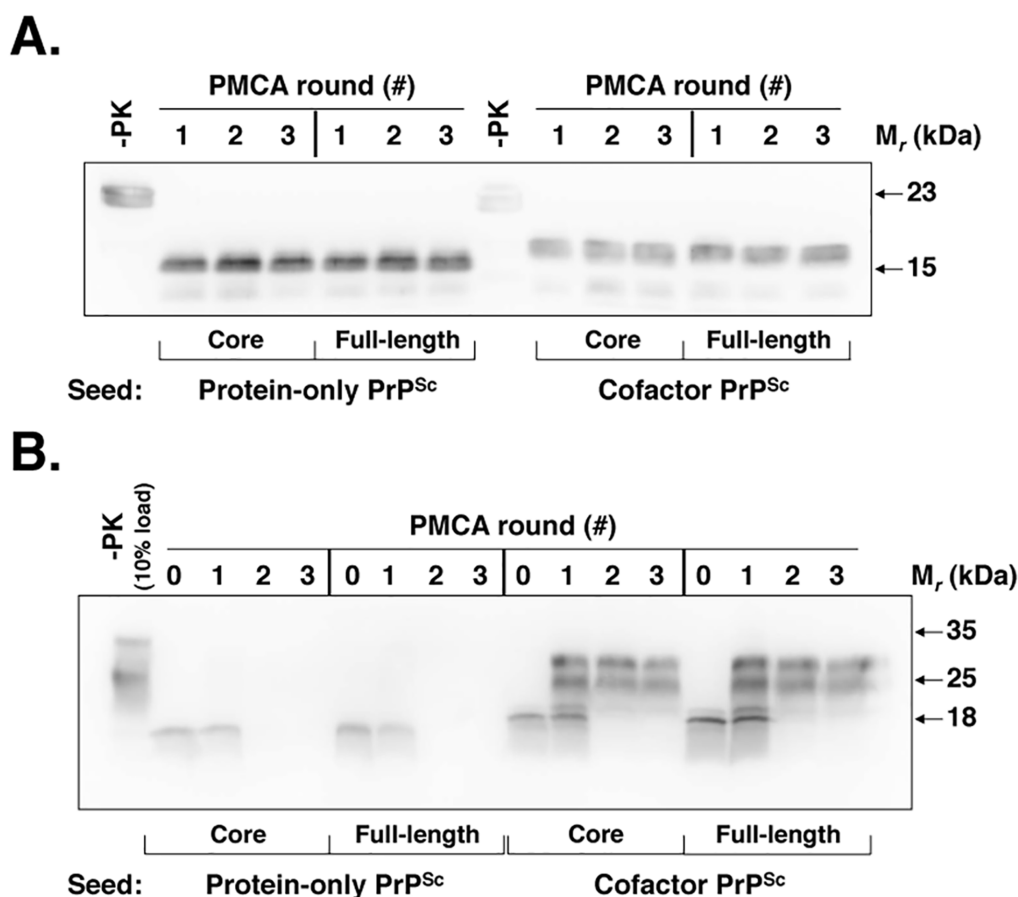 A.
PMCA round (#) PMCA round (#)
-PK 1 2 3 1 2 3 -PK 1 2 3 1 2 3 Mr (kDa)
23
15
Core Full-length Core Full-length
Seed: Protein-only PrPSc Cofactor PrPSc
B.
-PK (10% load)
PMCA round (#)
0 1 2 3 0 1 2 3 0 1 2 3 0 1 2 3 Mr (kDa)
35
25
18
Core Full-length Core Full-length
Seed: Protein-only PrPSc Cofactor PrPSc